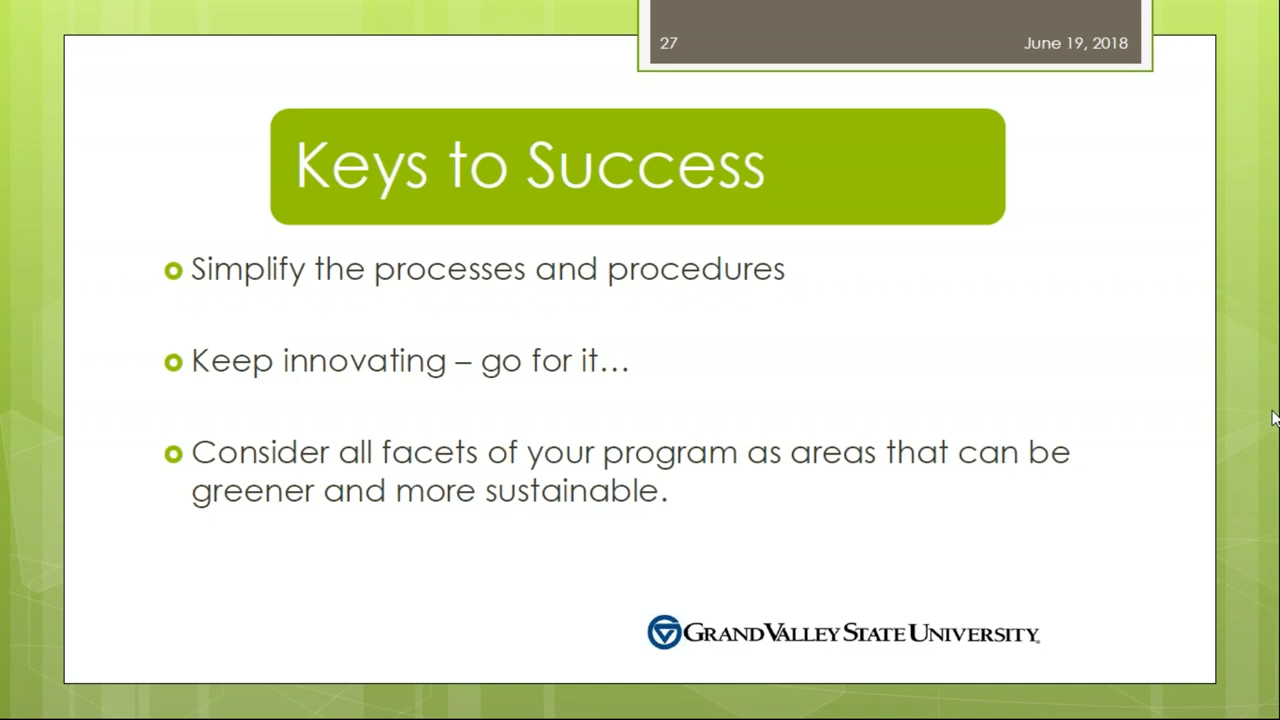 27 June 19, 2018
Keys to Success
Simplify the processes and procedures
Keep innovating – go for it…
Consider all facets of your program as areas that can be
greener and more sustainable.
GRAND VALLEY STATE UNIVERSITY